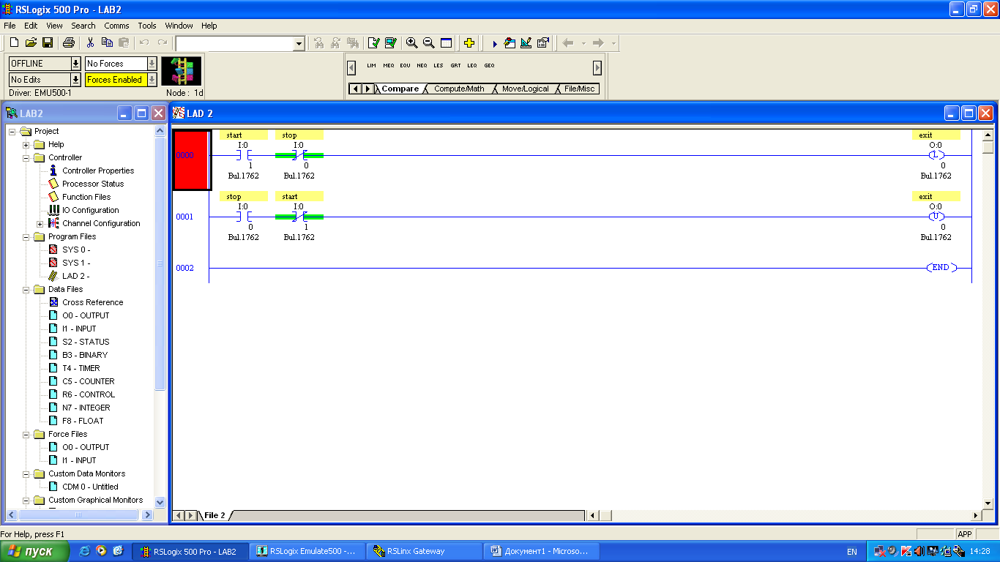 RSLogix 500 Pro - LAB2
File Edit View Search Comms Tools Window Help
OFFLINE No Forces
No Edits Forces Enabled
Driver: EMU500-1 Node : 1d
LIM MEQ EQU NEQ LES GRT LEQ GEQ
Compare Compute/Math Move/Logical File/Misc
LAB2
Project
Help
Controller
Controller Properties
Processor Status
Function Files
IO Configuration
Channel Configuration
Program Files
SYS 0 -
SYS 1 -
LAD 2 -
Data Files
Cross Reference
O0 - OUTPUT
I1 - INPUT
S2 - STATUS
B3 - BINARY
T4 - TIMER
C5 - COUNTER
R6 - CONTROL
N7 - INTEGER
F8 - FLOAT
Force Files
O0 - OUTPUT
I1 - INPUT
Custom Data Monitors
CDM 0 - Untitled
Custom Graphical Monitors
LAD 2
start stop exit
I:0 I:0 O:0
0000 L
1 0 0
Bul.1762 Bul.1762 Bul.1762
stop start exit
I:0 I:0 O:0
0001 U
0 1 0
Bul.1762 Bul.1762 Bul.1762
0002 END
File 2
For Help, press F1
APP
пуск RSLogix 500 Pro - LAB2 RSLogix Emulate500 -... RSLinx Gateway Документ1 - Microso... EN 14:28